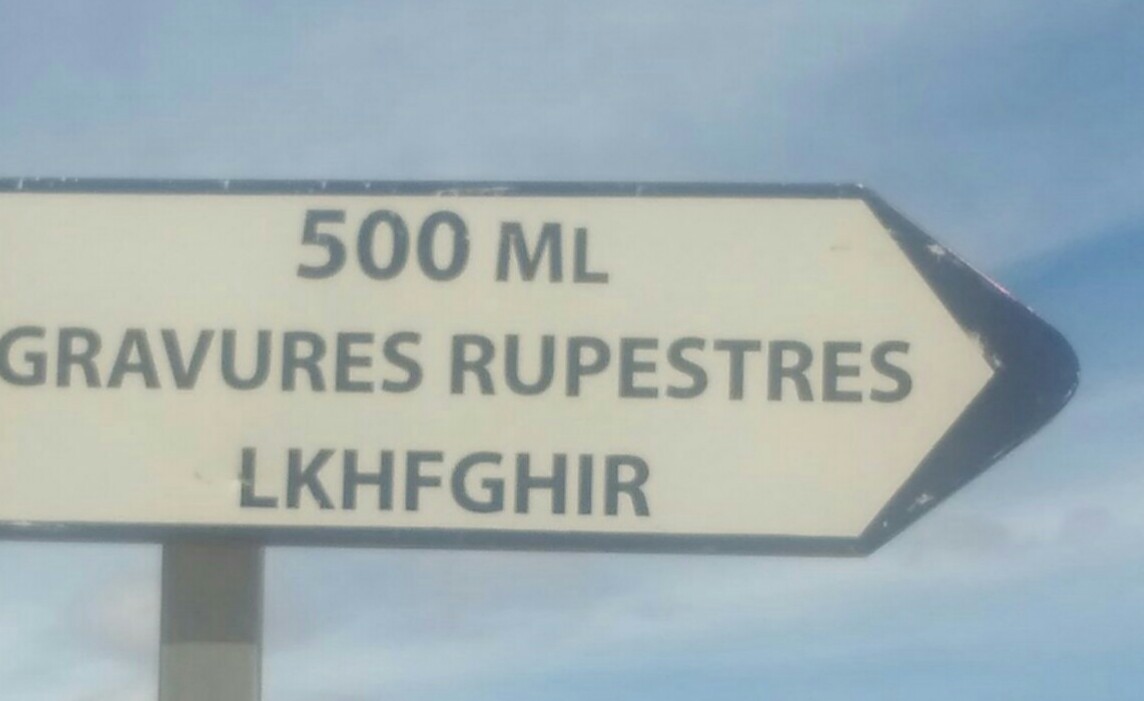 500 ML
GRAVURES RUPESTRES
LKHFGHIR